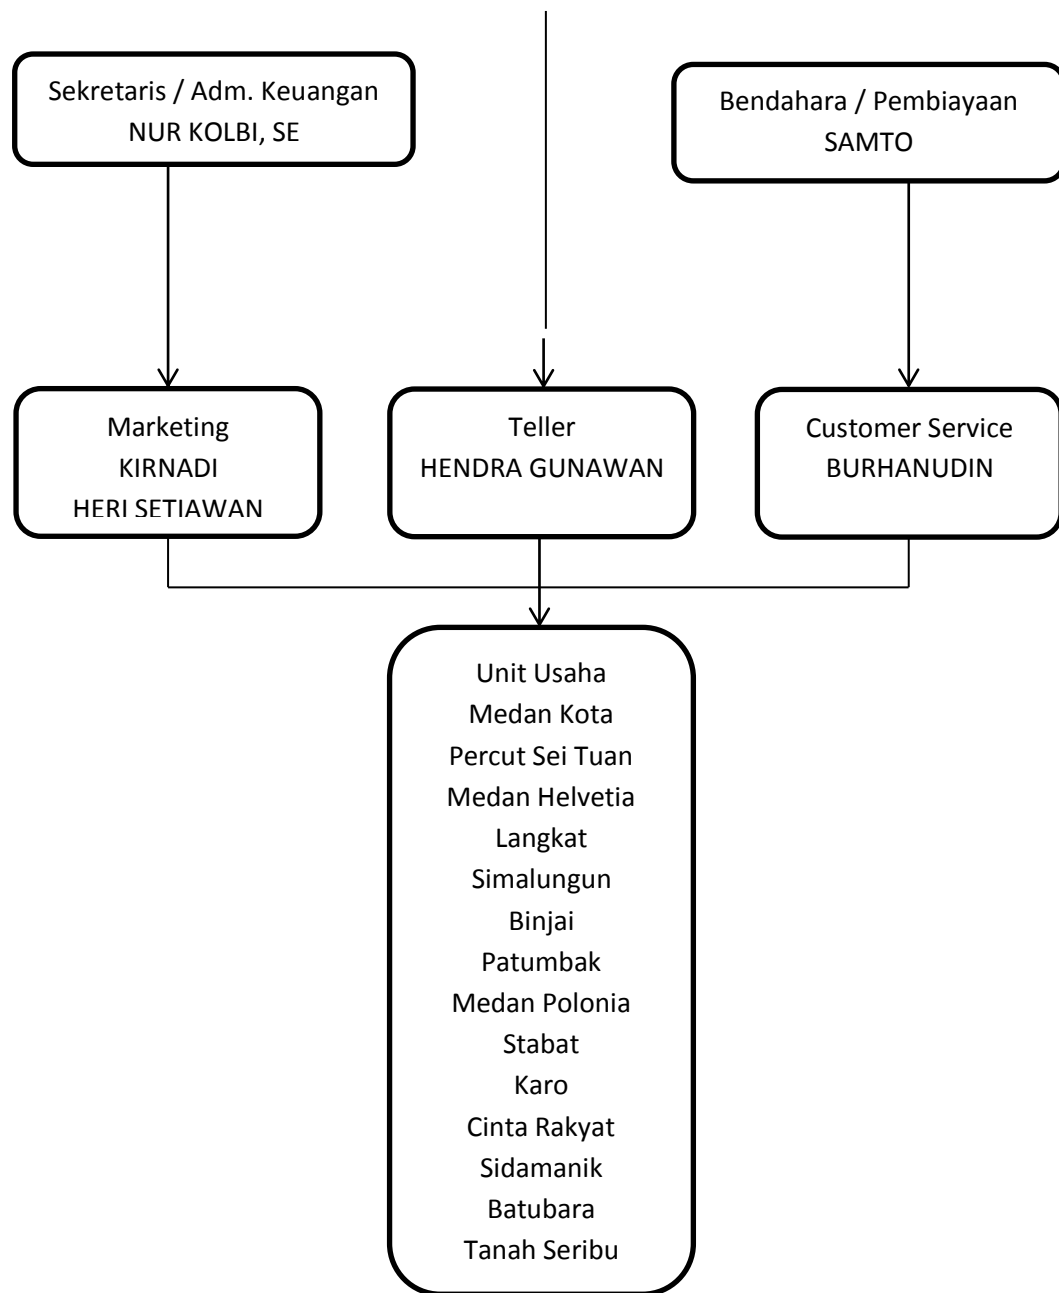 Sekretaris / Adm. Keuangan
NUR KOLBI, SE
Bendahara / Pembiayaan
SAMTO
Marketing
KIRNADI
HERI SETIAWAN
Teller
HENDRA GUNAWAN
Customer Service
BURHANUDIN
Unit Usaha
Medan Kota
Percut Sei Tuan
Medan Helvetia
Langkat
Simalungun
Binjai
Patumbak
Medan Polonia
Stabat
Karo
Cinta Rakyat
Sidamanik
Batubara
Tanah Seribu